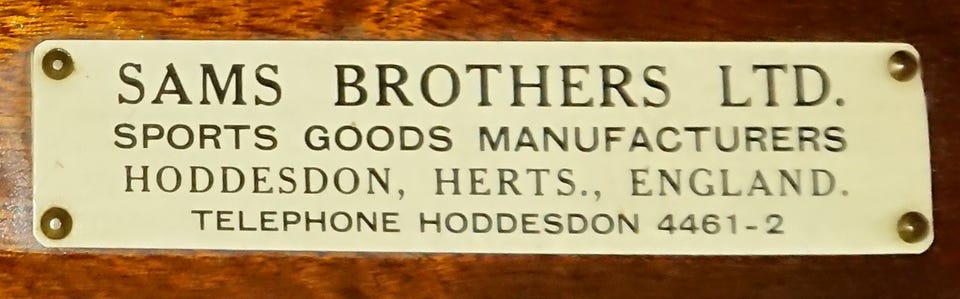 SAMS BROTHERS LTD.
SPORTS GOODS MANUFACTURERS
HODDESDON, HERTS., ENGLAND.
TELEPHONE HODDESDON 4461-2